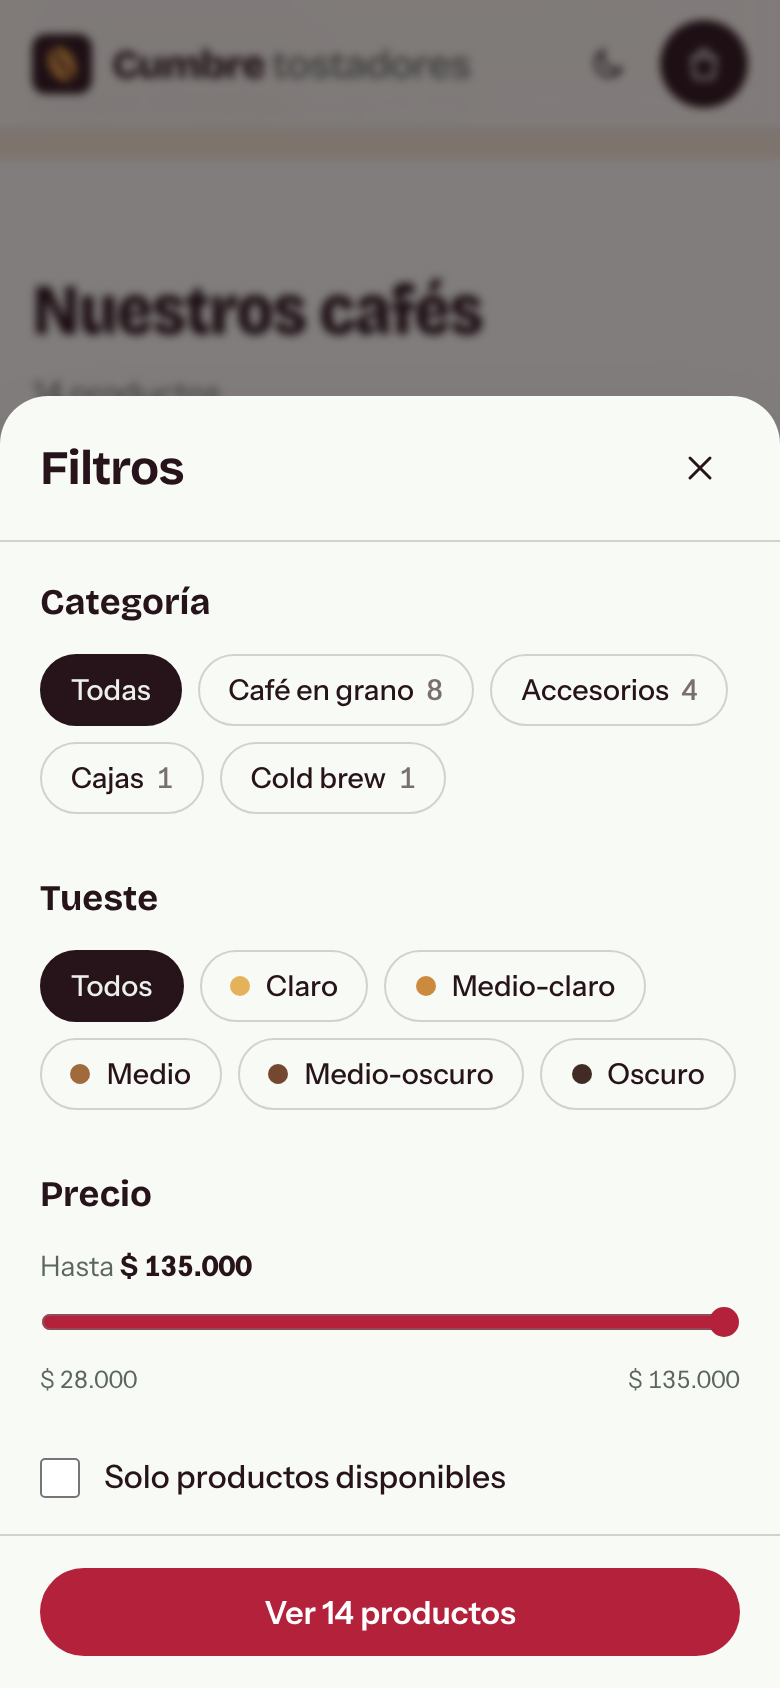 Cumbre tostadores
Nuestros cafés
14 productos
Filtros
Categoría
Todas
Café en grano 8
Accesorios 4
Cajas 1
Cold brew 1
Tueste
Todos
Claro
Medio-claro
Medio
Medio-oscuro
Oscuro
Precio
Hasta $ 135.000
$ 28.000
$ 135.000
Solo productos disponibles
Ver 14 productos